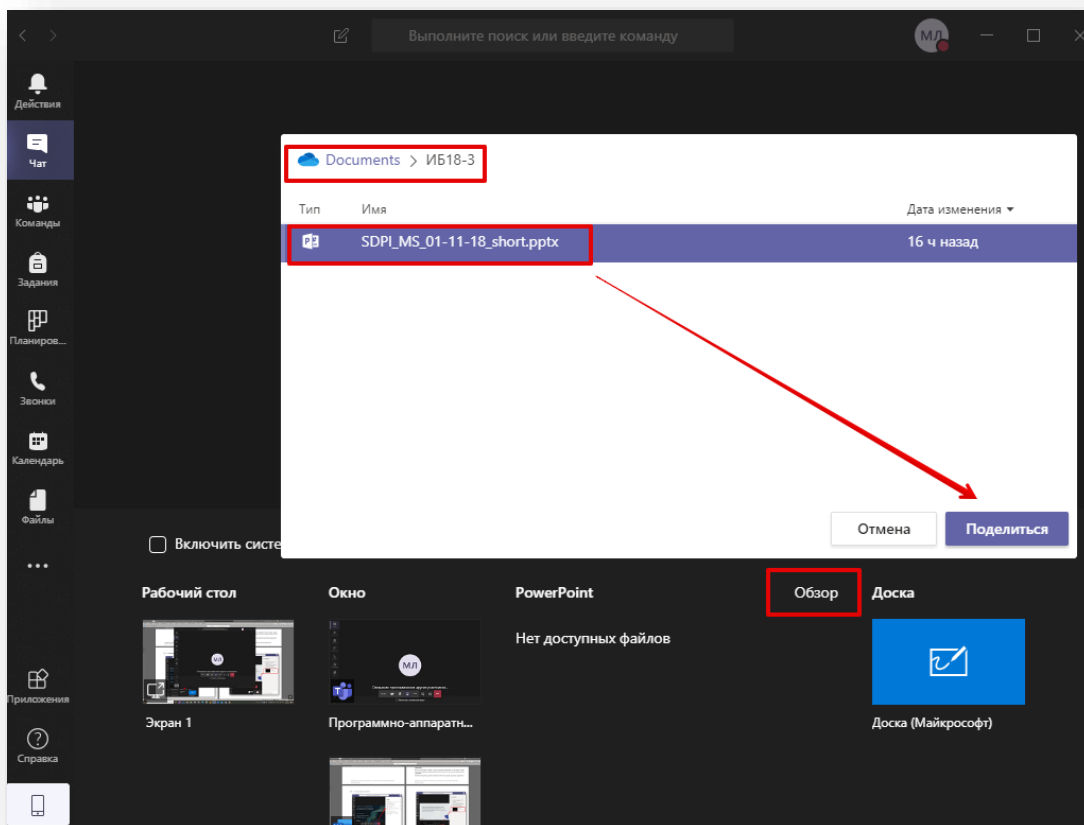 Выполните поиск или введите команду
МЛ
Действия
Чат
Команды
Задания
Планиров...
Звонки
Календарь
Файлы
Приложения
Справка
Documents > ИБ18-3
Тип Имя Дата изменения
SDPI_MS_01-11-18_short.pptx 16 ч назад
Отмена Поделиться
Включить систе
Рабочий стол Окно PowerPoint Обзор Доска
Нет доступных файлов
МЛ
Экран 1 Программно-аппаратн... Доска (Майкрософт)